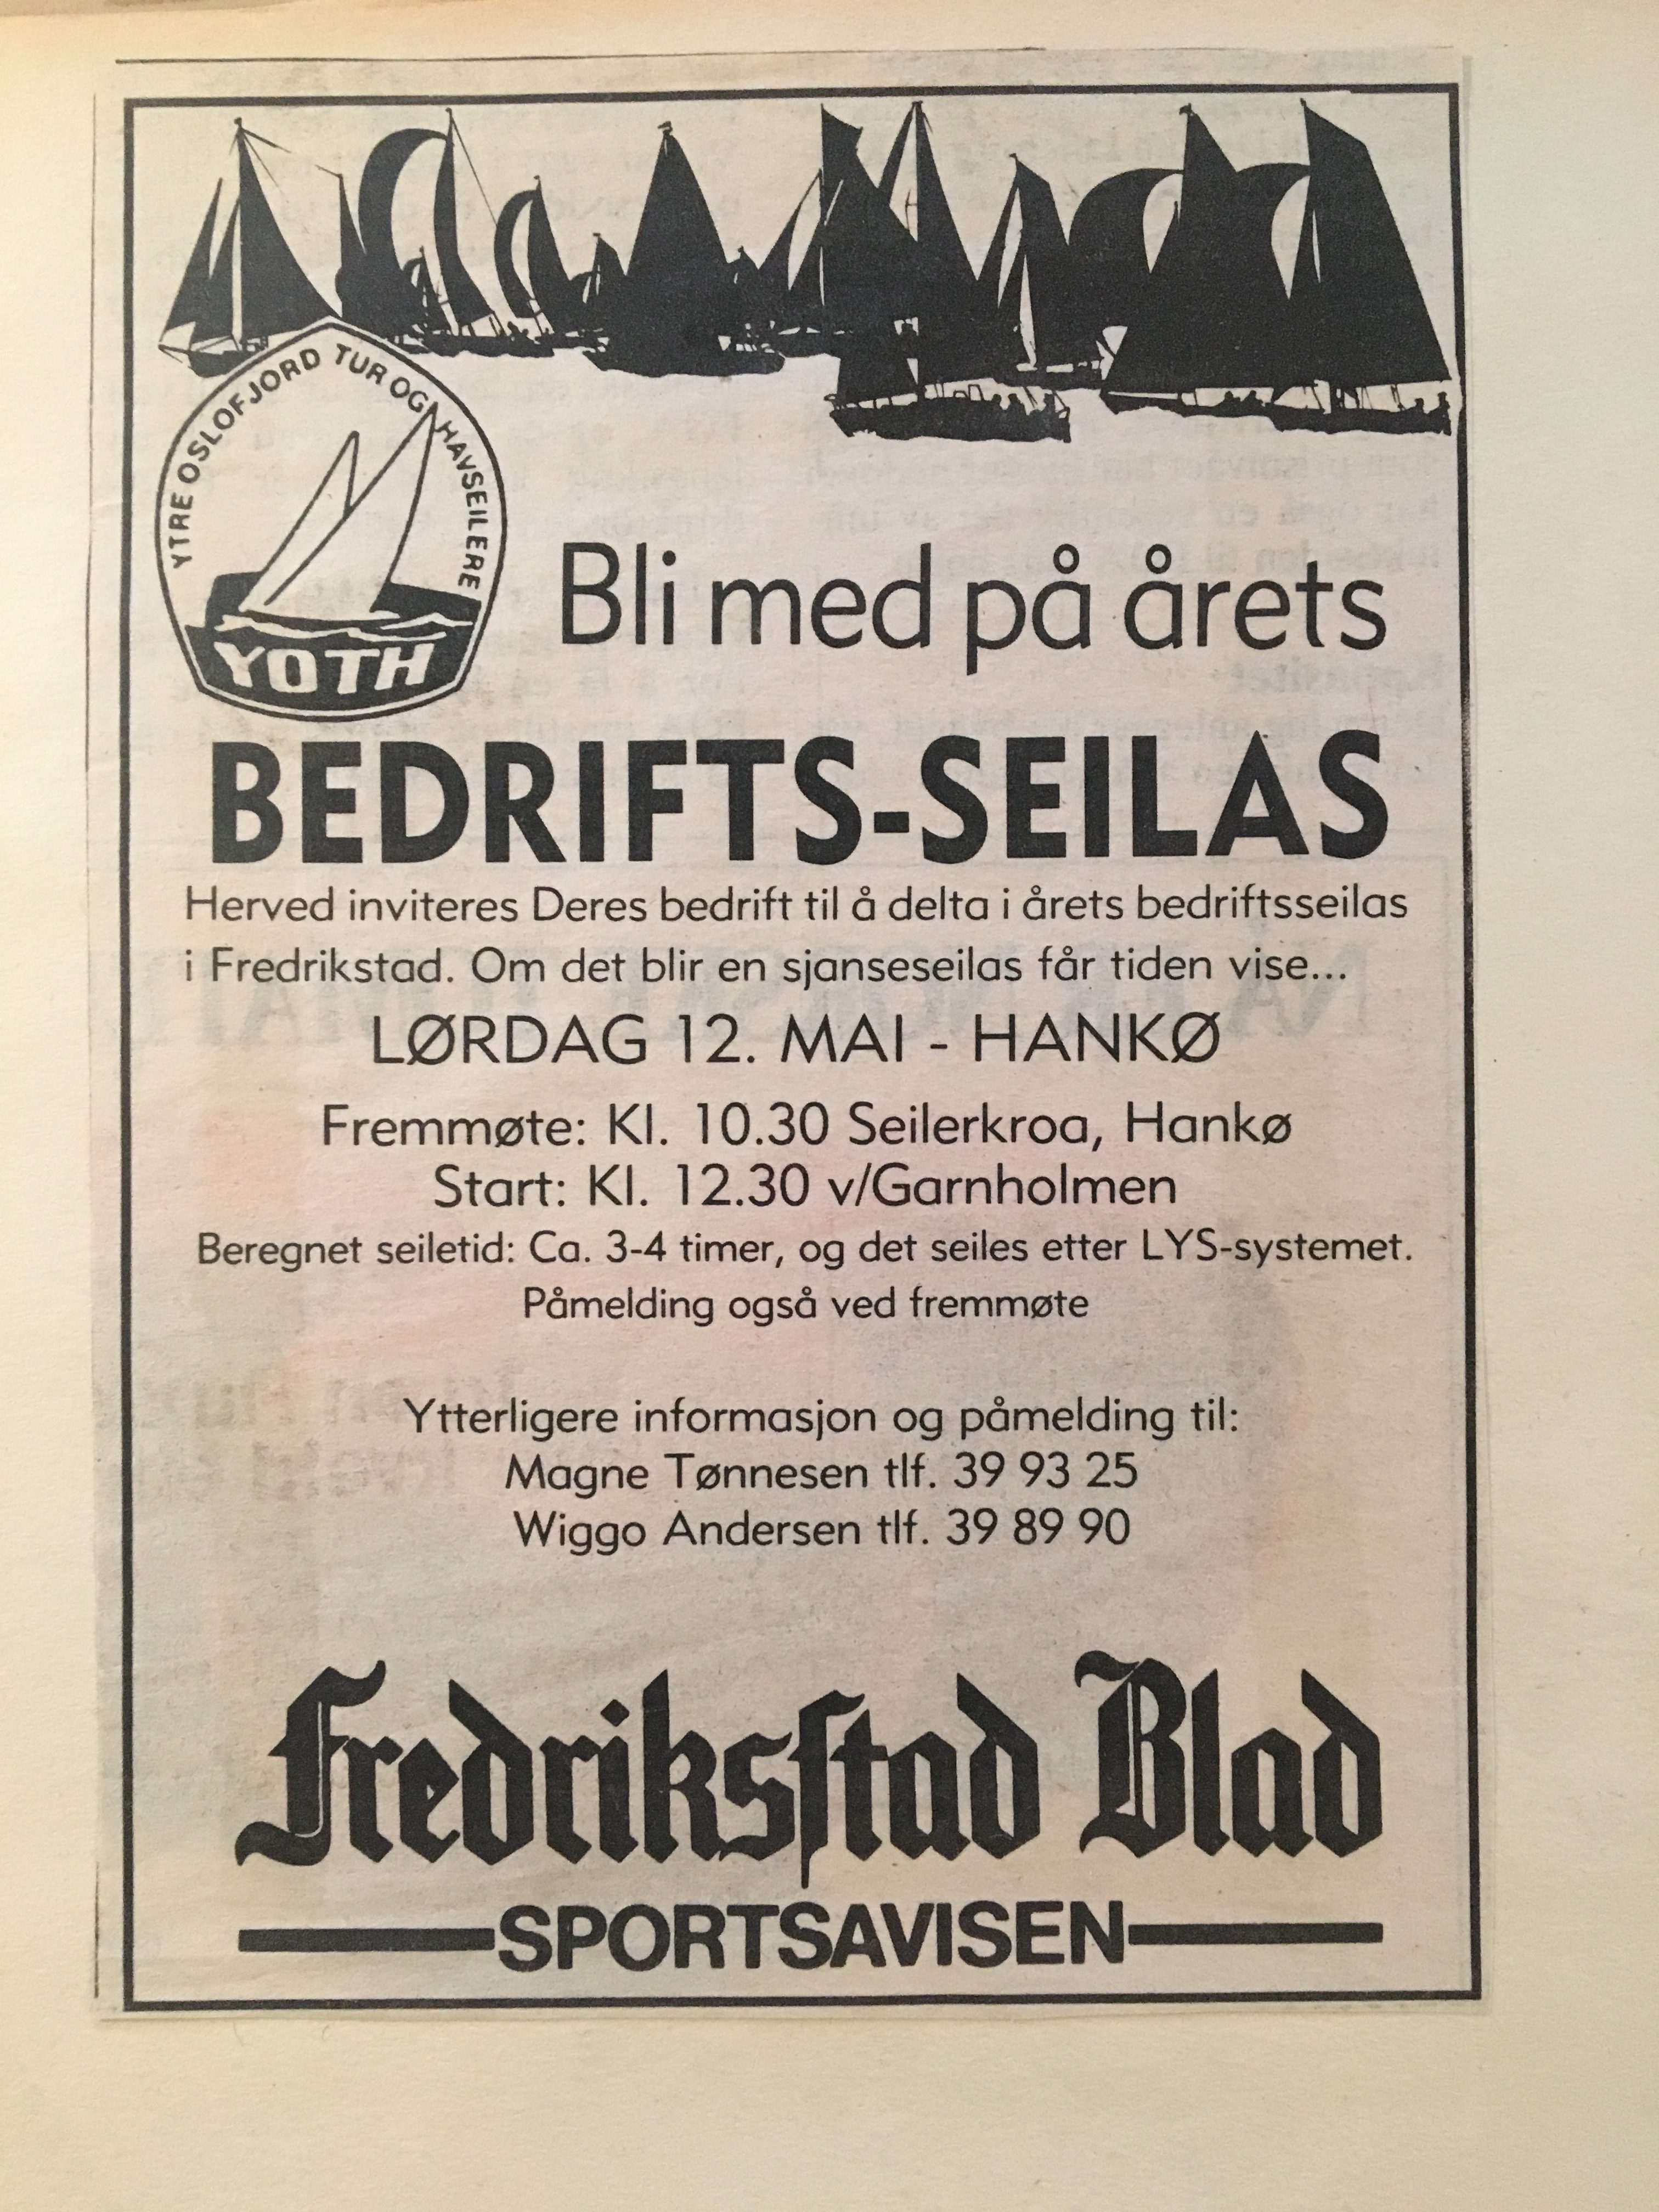 YTRE OSLOFJORD TUR OG HAVSEILERE
YOTH
Bli med på årets
BEDRIFTS-SEILAS
Herved inviteres Deres bedrift til å delta i årets bedriftsseilas
i Fredrikstad. Om det blir en sjanseseilas får tiden vise...
LØRDAG 12. MAI - HANKØ
Fremmøte: Kl. 10.30 Seilerkroa, Hankø
Start: Kl. 12.30 v/Garnholmen
Beregnet seiletid: Ca. 3-4 timer, og det seiles etter LYS-systemet.
Påmelding også ved fremmøte
Ytterligere informasjon og påmelding til:
Magne Tønnesen tlf. 39 93 25
Wiggo Andersen tlf. 39 89 90
Fredriksſtad Blad
SPORTSAVISEN